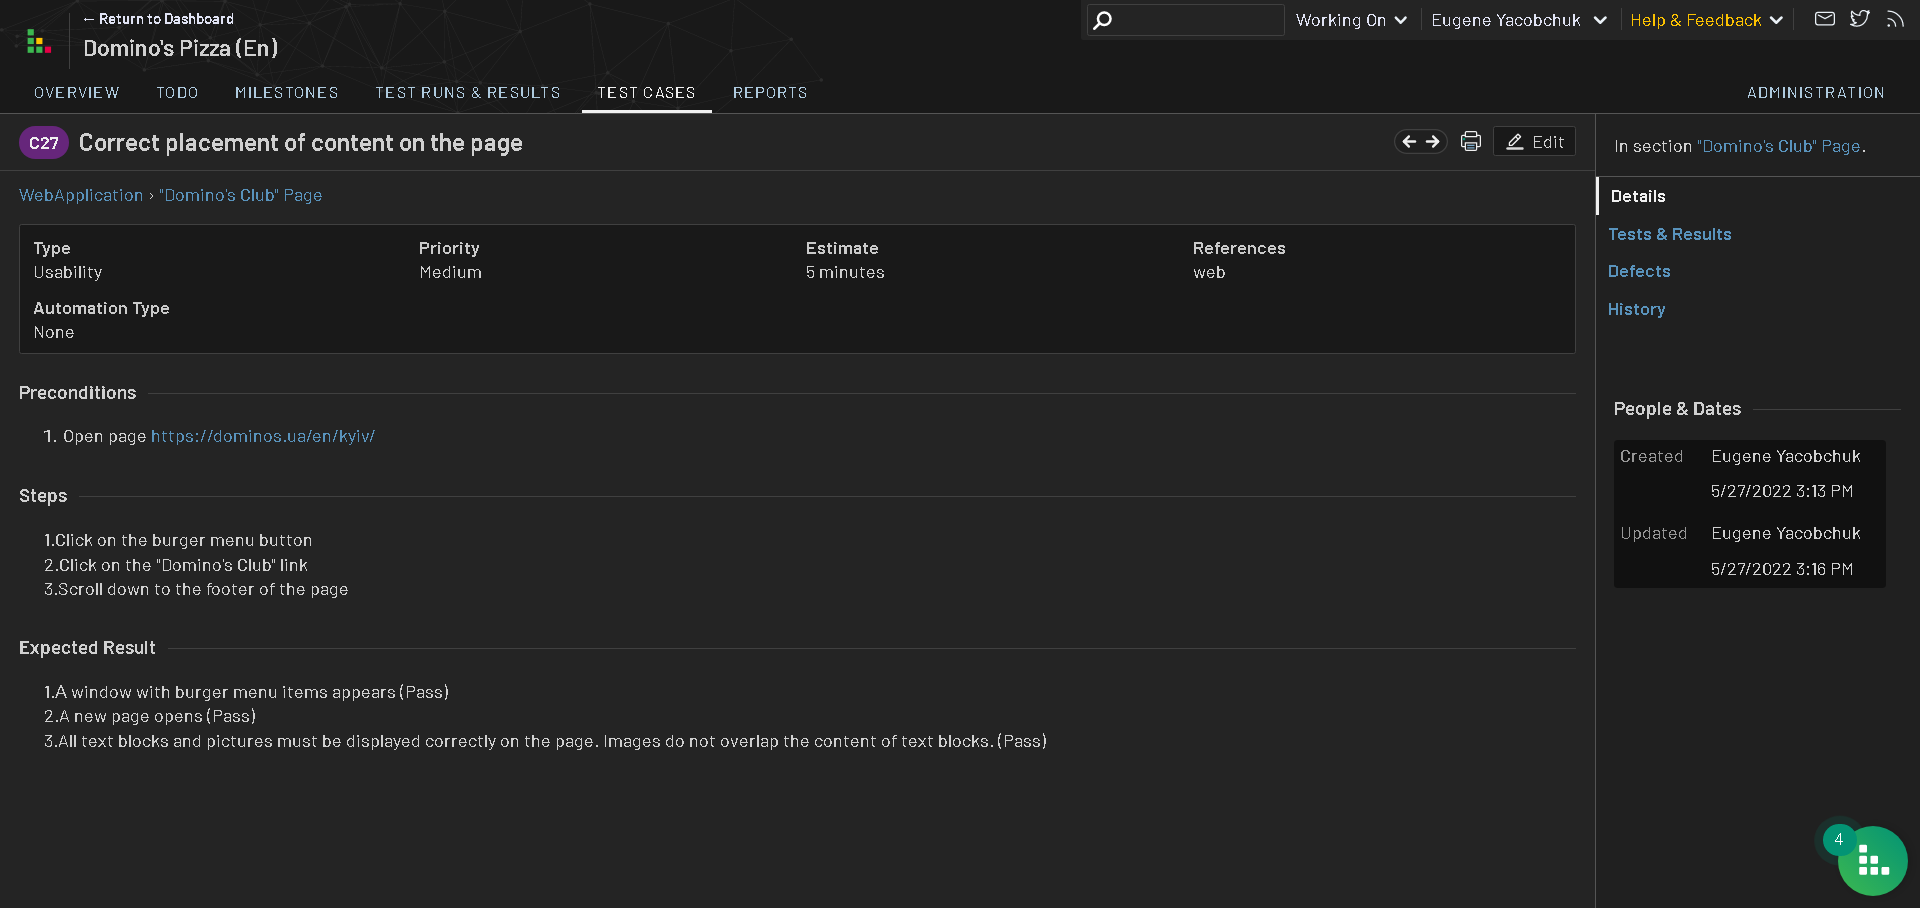 ← Return to Dashboard
Domino's Pizza (En)
Working On
Eugene Yacobchuk
Help & Feedback
OVERVIEW
TODO
MILESTONES
TEST RUNS & RESULTS
TEST CASES
REPORTS
ADMINISTRATION
C27
Correct placement of content on the page
Edit
WebApplication › "Domino's Club" Page
Type
Usability
Priority
Medium
Estimate
5 minutes
References
web
Automation Type
None
Preconditions
1. Open page https://dominos.ua/en/kyiv/
Steps
1.Click on the burger menu button
2.Click on the "Domino's Club" link
3.Scroll down to the footer of the page
Expected Result
1.A window with burger menu items appears (Pass)
2.A new page opens (Pass)
3.All text blocks and pictures must be displayed correctly on the page. Images do not overlap the content of text blocks. (Pass)
In section "Domino's Club" Page.
Details
Tests & Results
Defects
History
People & Dates
Created Eugene Yacobchuk
5/27/2022 3:13 PM
Updated Eugene Yacobchuk
5/27/2022 3:16 PM
4